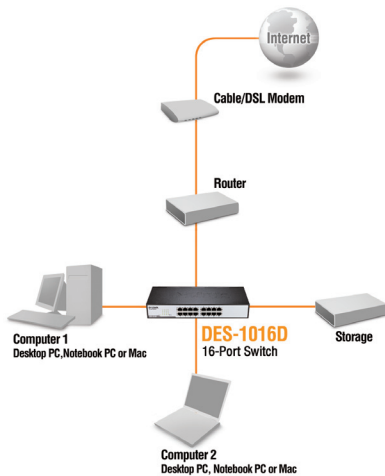 Internet
Cable/DSL Modem
Router
DES-1016D
16-Port Switch
Computer 1
Desktop PC,Notebook PC or Mac
Storage
Computer 2
Desktop PC, Notebook PC or Mac